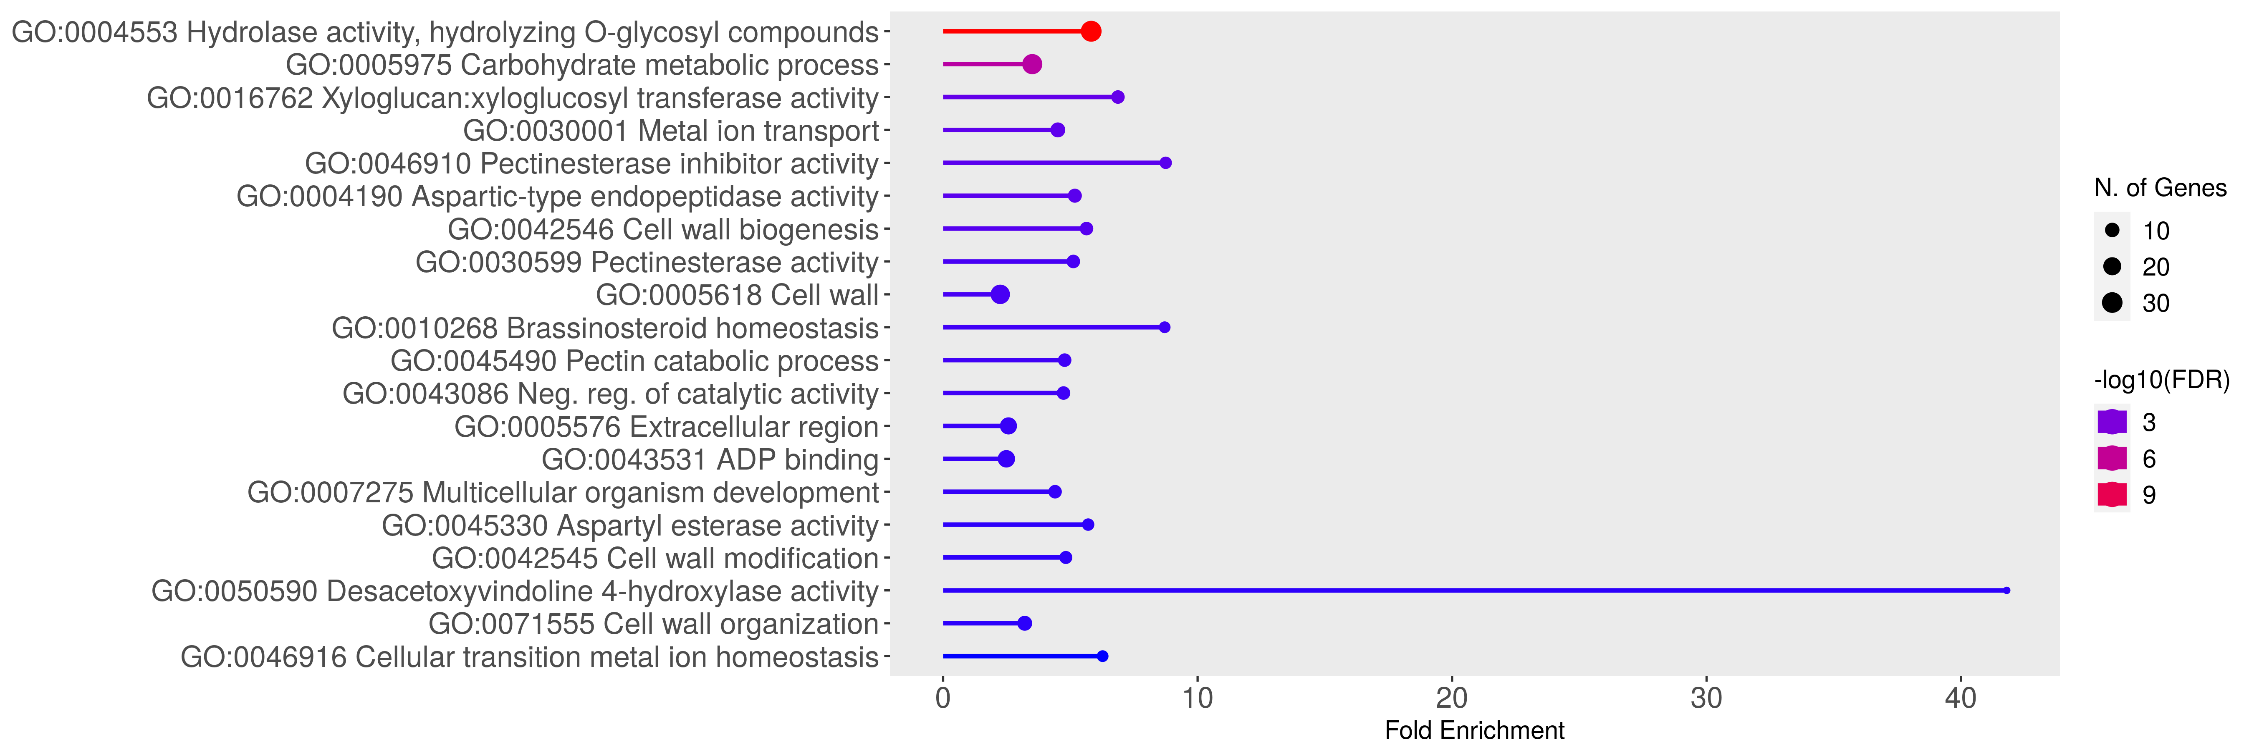 GO:0004553 Hydrolase activity, hydrolyzing O-glycosyl compounds
GO:0005975 Carbohydrate metabolic process
GO:0016762 Xyloglucan:xyloglucosyl transferase activity
GO:0030001 Metal ion transport
GO:0046910 Pectinesterase inhibitor activity
GO:0004190 Aspartic-type endopeptidase activity
GO:0042546 Cell wall biogenesis
GO:0030599 Pectinesterase activity
GO:0005618 Cell wall
GO:0010268 Brassinosteroid homeostasis
GO:0045490 Pectin catabolic process
GO:0043086 Neg. reg. of catalytic activity
GO:0005576 Extracellular region
GO:0043531 ADP binding
GO:0007275 Multicellular organism development
GO:0045330 Aspartyl esterase activity
GO:0042545 Cell wall modification
GO:0050590 Desacetoxyvindoline 4-hydroxylase activity
GO:0071555 Cell wall organization
GO:0046916 Cellular transition metal ion homeostasis
0 10 20 30 40
Fold Enrichment
N. of Genes
10
20
30
-log10(FDR)
3
6
9